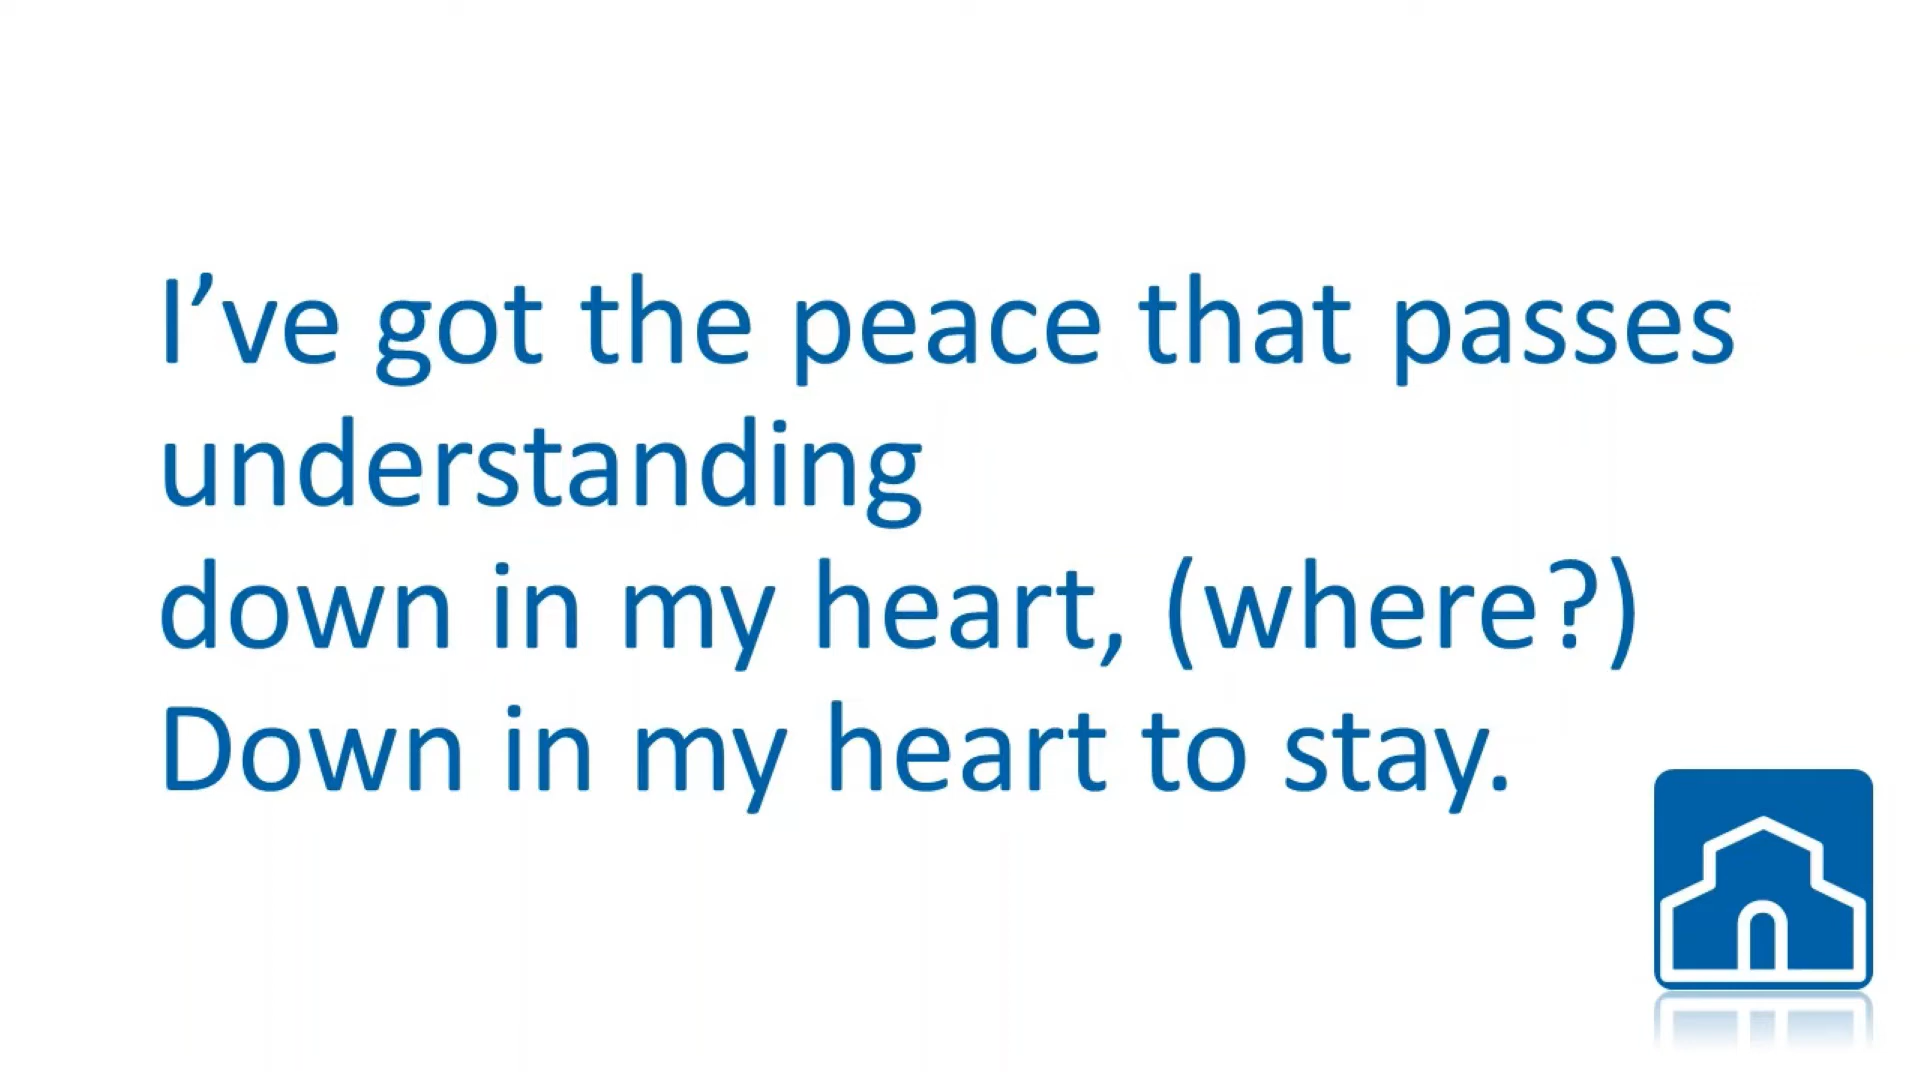 I’ve got the peace that passes
understanding
down in my heart, (where?)
Down in my heart to stay.